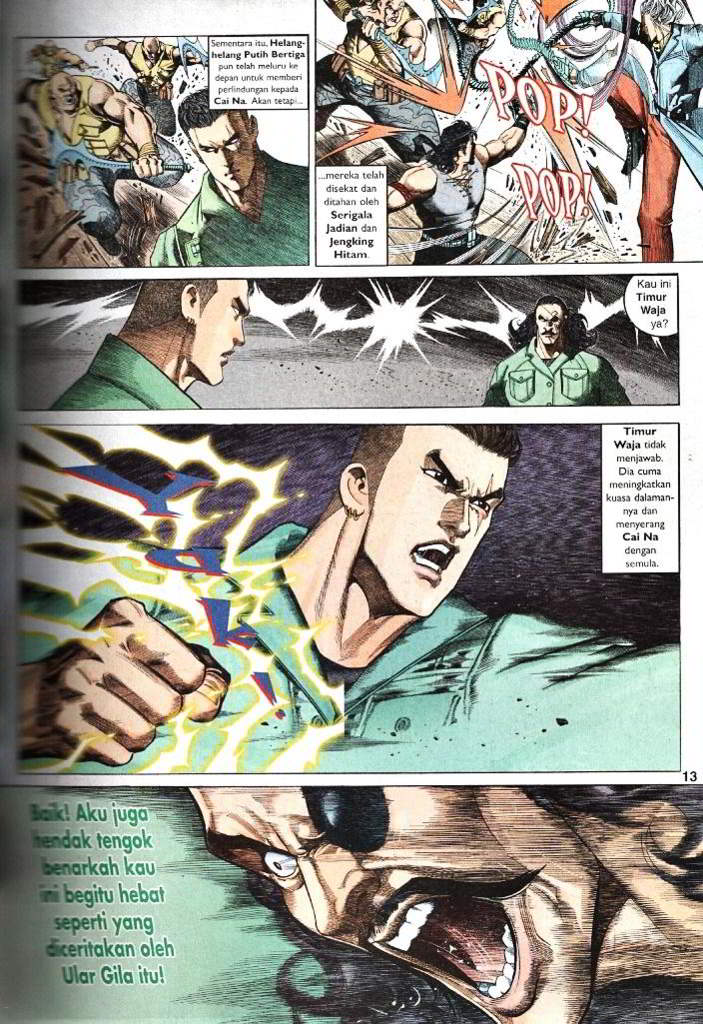 Sementara itu, Helang-
helang Putih Bertiga
pun telah meluru ke
depan untuk memberi
perlindungan kepada
Cai Na. Akan tetapi...
POP!
POP!
...mereka telah
disekat dan
ditahan oleh
Serigala
Jadian dan
Jengking
Hitam.
Kau ini
Timur
Waja
ya?
Timur
Waja tidak
menjawab.
Dia cuma
meningkatkan
kuasa dalaman-
nya dan
menyerang
Cai Na
dengan
semula.
Yak!
13
Baik! Aku juga
hendak tengok
benarkah kau
ini begitu hebat
seperti yang
diceritakan oleh
Ular Gila itu!